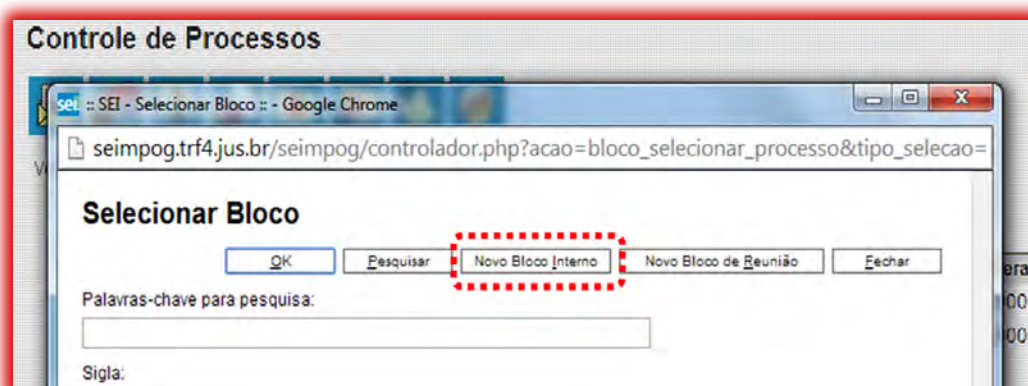 Controle de Processos
sei. :: SEI - Selecionar Bloco :: - Google Chrome
seimpog.trf4.jus.br/seimpog/controlador.php?acao=bloco_selecionar_processo&tipo_selecao=
Selecionar Bloco
OK Pesquisar Novo Bloco Interno Novo Bloco de Reunião Fechar
Palavras-chave para pesquisa:
Sigla: